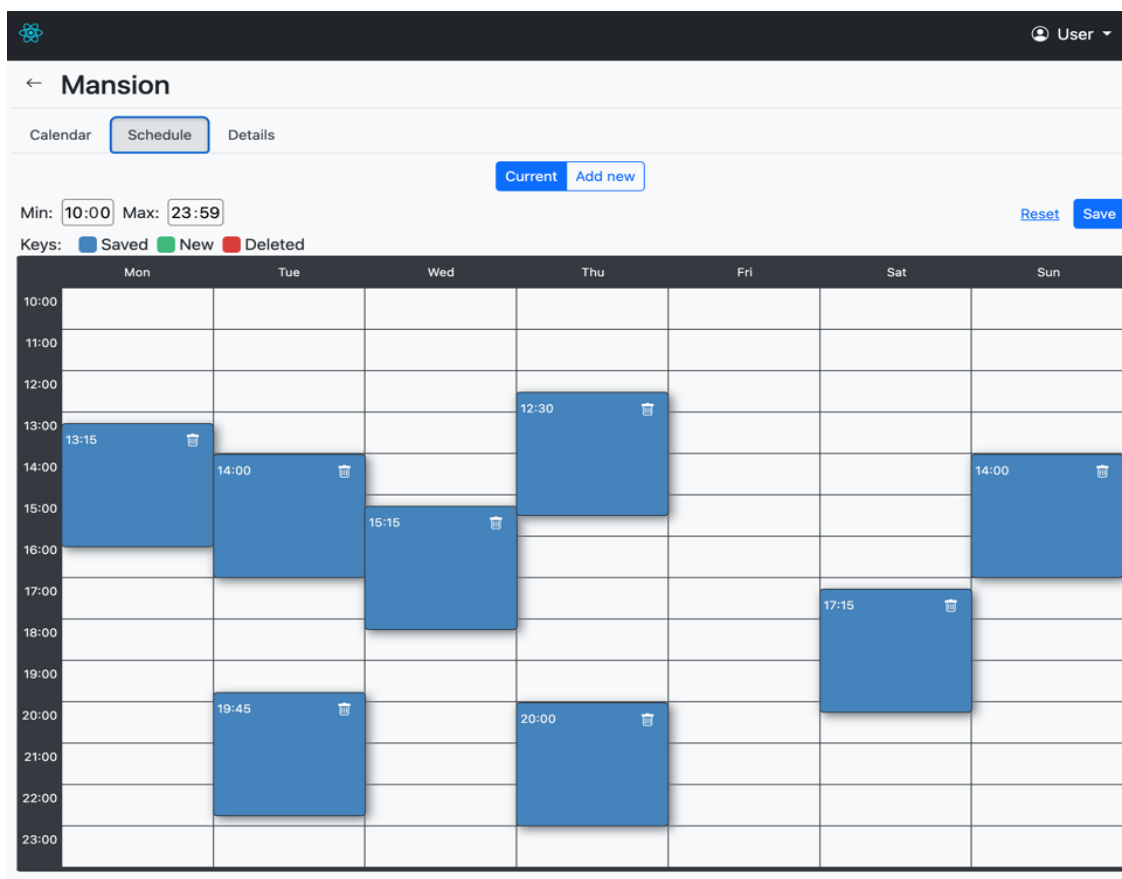 User
← Mansion
Calendar Schedule Details
Current Add new
Min: 10:00 Max: 23:59
Reset Save
Keys: Saved New Deleted
Mon Tue Wed Thu Fri Sat Sun
10:00
11:00
12:00
12:30
13:00
13:15
14:00
14:00
14:00
15:00
15:15
16:00
17:00
17:15
18:00
19:00
19:45
20:00
20:00
21:00
22:00
23:00